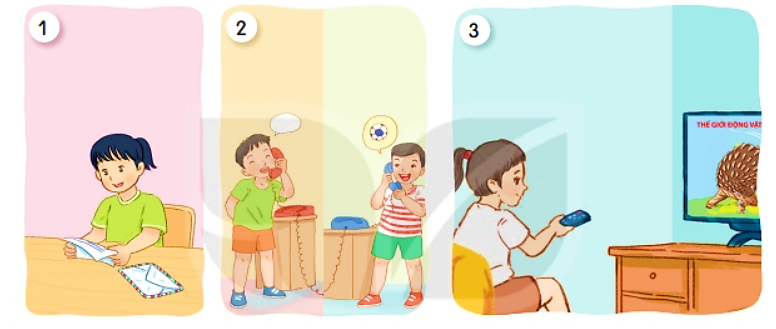 1
2
3
THẾ GIỚI ĐỘNG VẬT